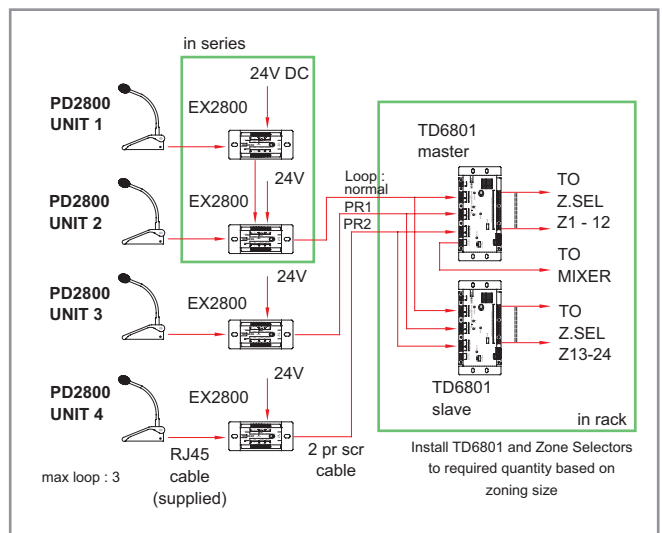 in series
24V DC
PD2800
UNIT 1
EX2800
TD6801
master
24V
Loop :
normal
PD2800
UNIT 2
EX2800
PR1
PR2
TO
Z.SEL
Z1 - 12
TO
MIXER
24V
PD2800
UNIT 3
EX2800
TO
Z.SEL
Z13-24
24V
PD2800
UNIT 4
EX2800
TD6801
slave
in rack
RJ45
cable
(supplied)
2 pr scr
cable
max loop : 3
Install TD6801 and Zone Selectors
to required quantity based on
zoning size